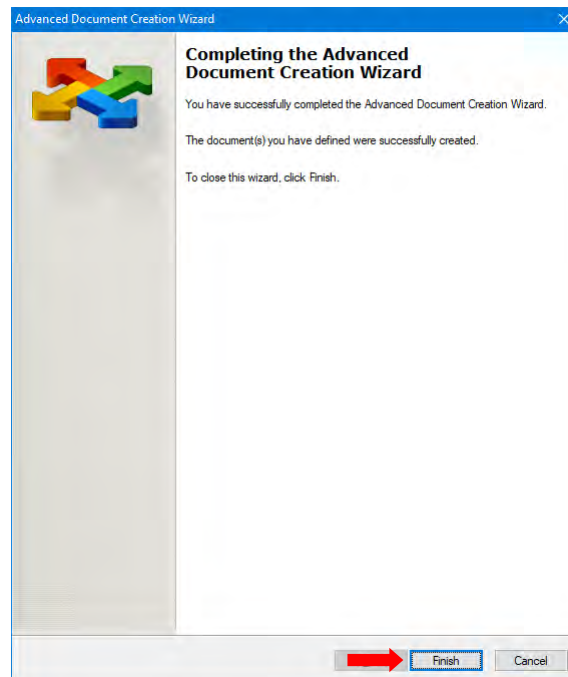 Advanced Document Creation Wizard
Completing the Advanced
Document Creation Wizard
You have successfully completed the Advanced Document Creation Wizard.
The document(s) you have defined were successfully created.
To close this wizard, click Finish.
Finish
Cancel